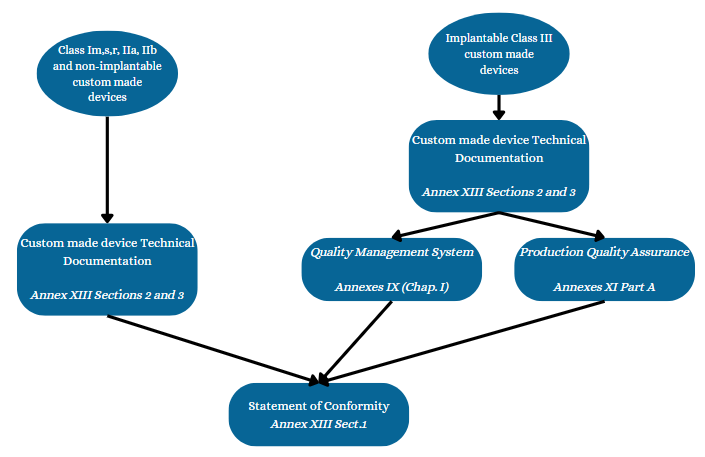 Class Im,s,r, IIa, IIb
and non-implantable
custom made
devices
Implantable Class III
custom made
devices
Custom made device Technical
Documentation
Annex XIII Sections 2 and 3
Custom made device Technical
Documentation
Annex XIII Sections 2 and 3
Quality Management System
Annexes IX (Chap. I)
Production Quality Assurance
Annexes XI Part A
Statement of Conformity
Annex XIII Sect.1